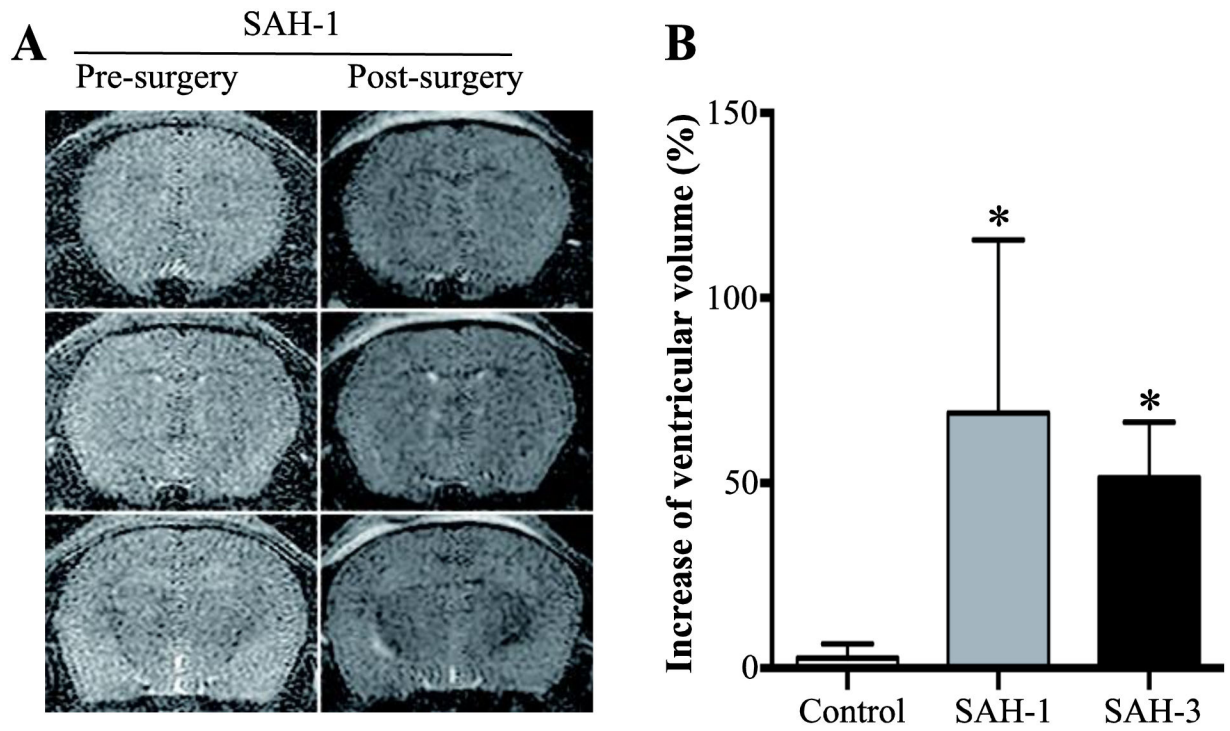 A
SAH-1
Pre-surgery Post-surgery
B
Increase of ventricular volume (%)
150
100
50
0
*
*
Control SAH-1 SAH-3